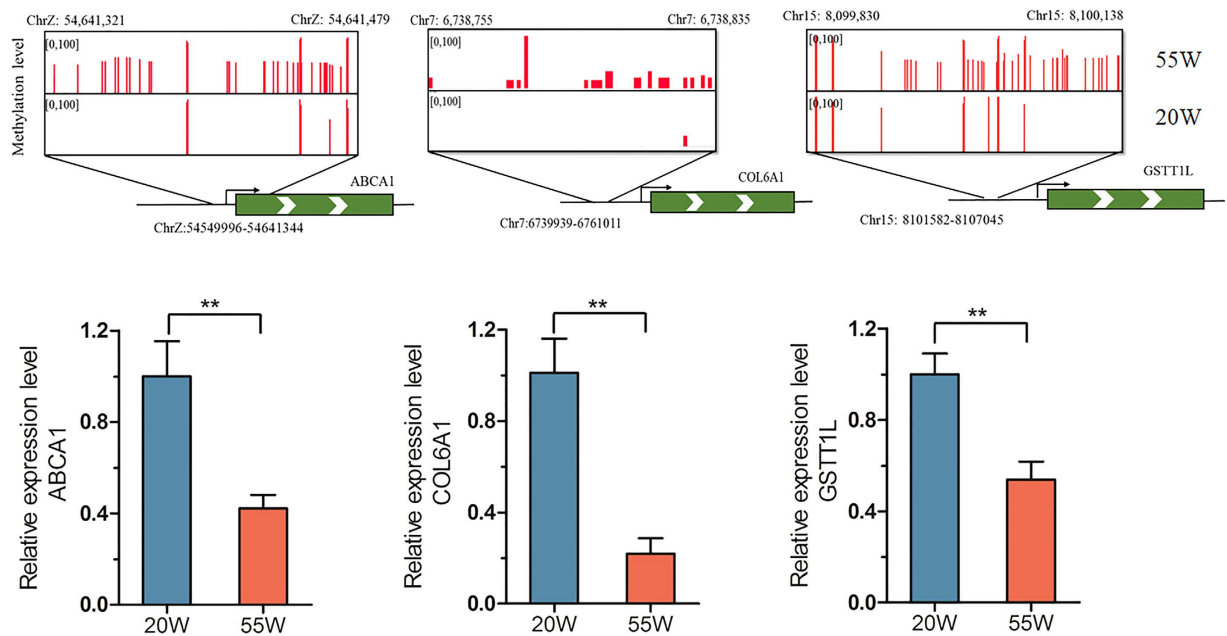 ChrZ: 54,641,321 ChrZ: 54,641,479 Chr7: 6,738,755 Chr7: 6,738,835 Chr15: 8,099,830 Chr15: 8,100,138
Methylation level
[0,100] [0,100] [0,100] 55W
[0,100] [0,100] [0,100] 20W
ABCA1 COL6A1 GSTT1L
ChrZ:54549996-54641344 Chr7:6739939-6761011 Chr15: 8101582-8107045
Relative expression level
ABCA1
**
1.2
0.8
0.4
0.0
20W 55W
Relative expression level
COL6A1
**
1.2
0.8
0.4
0.0
20W 55W
Relative expression level
GSTT1L
**
1.2
0.8
0.4
0.0
20W 55W